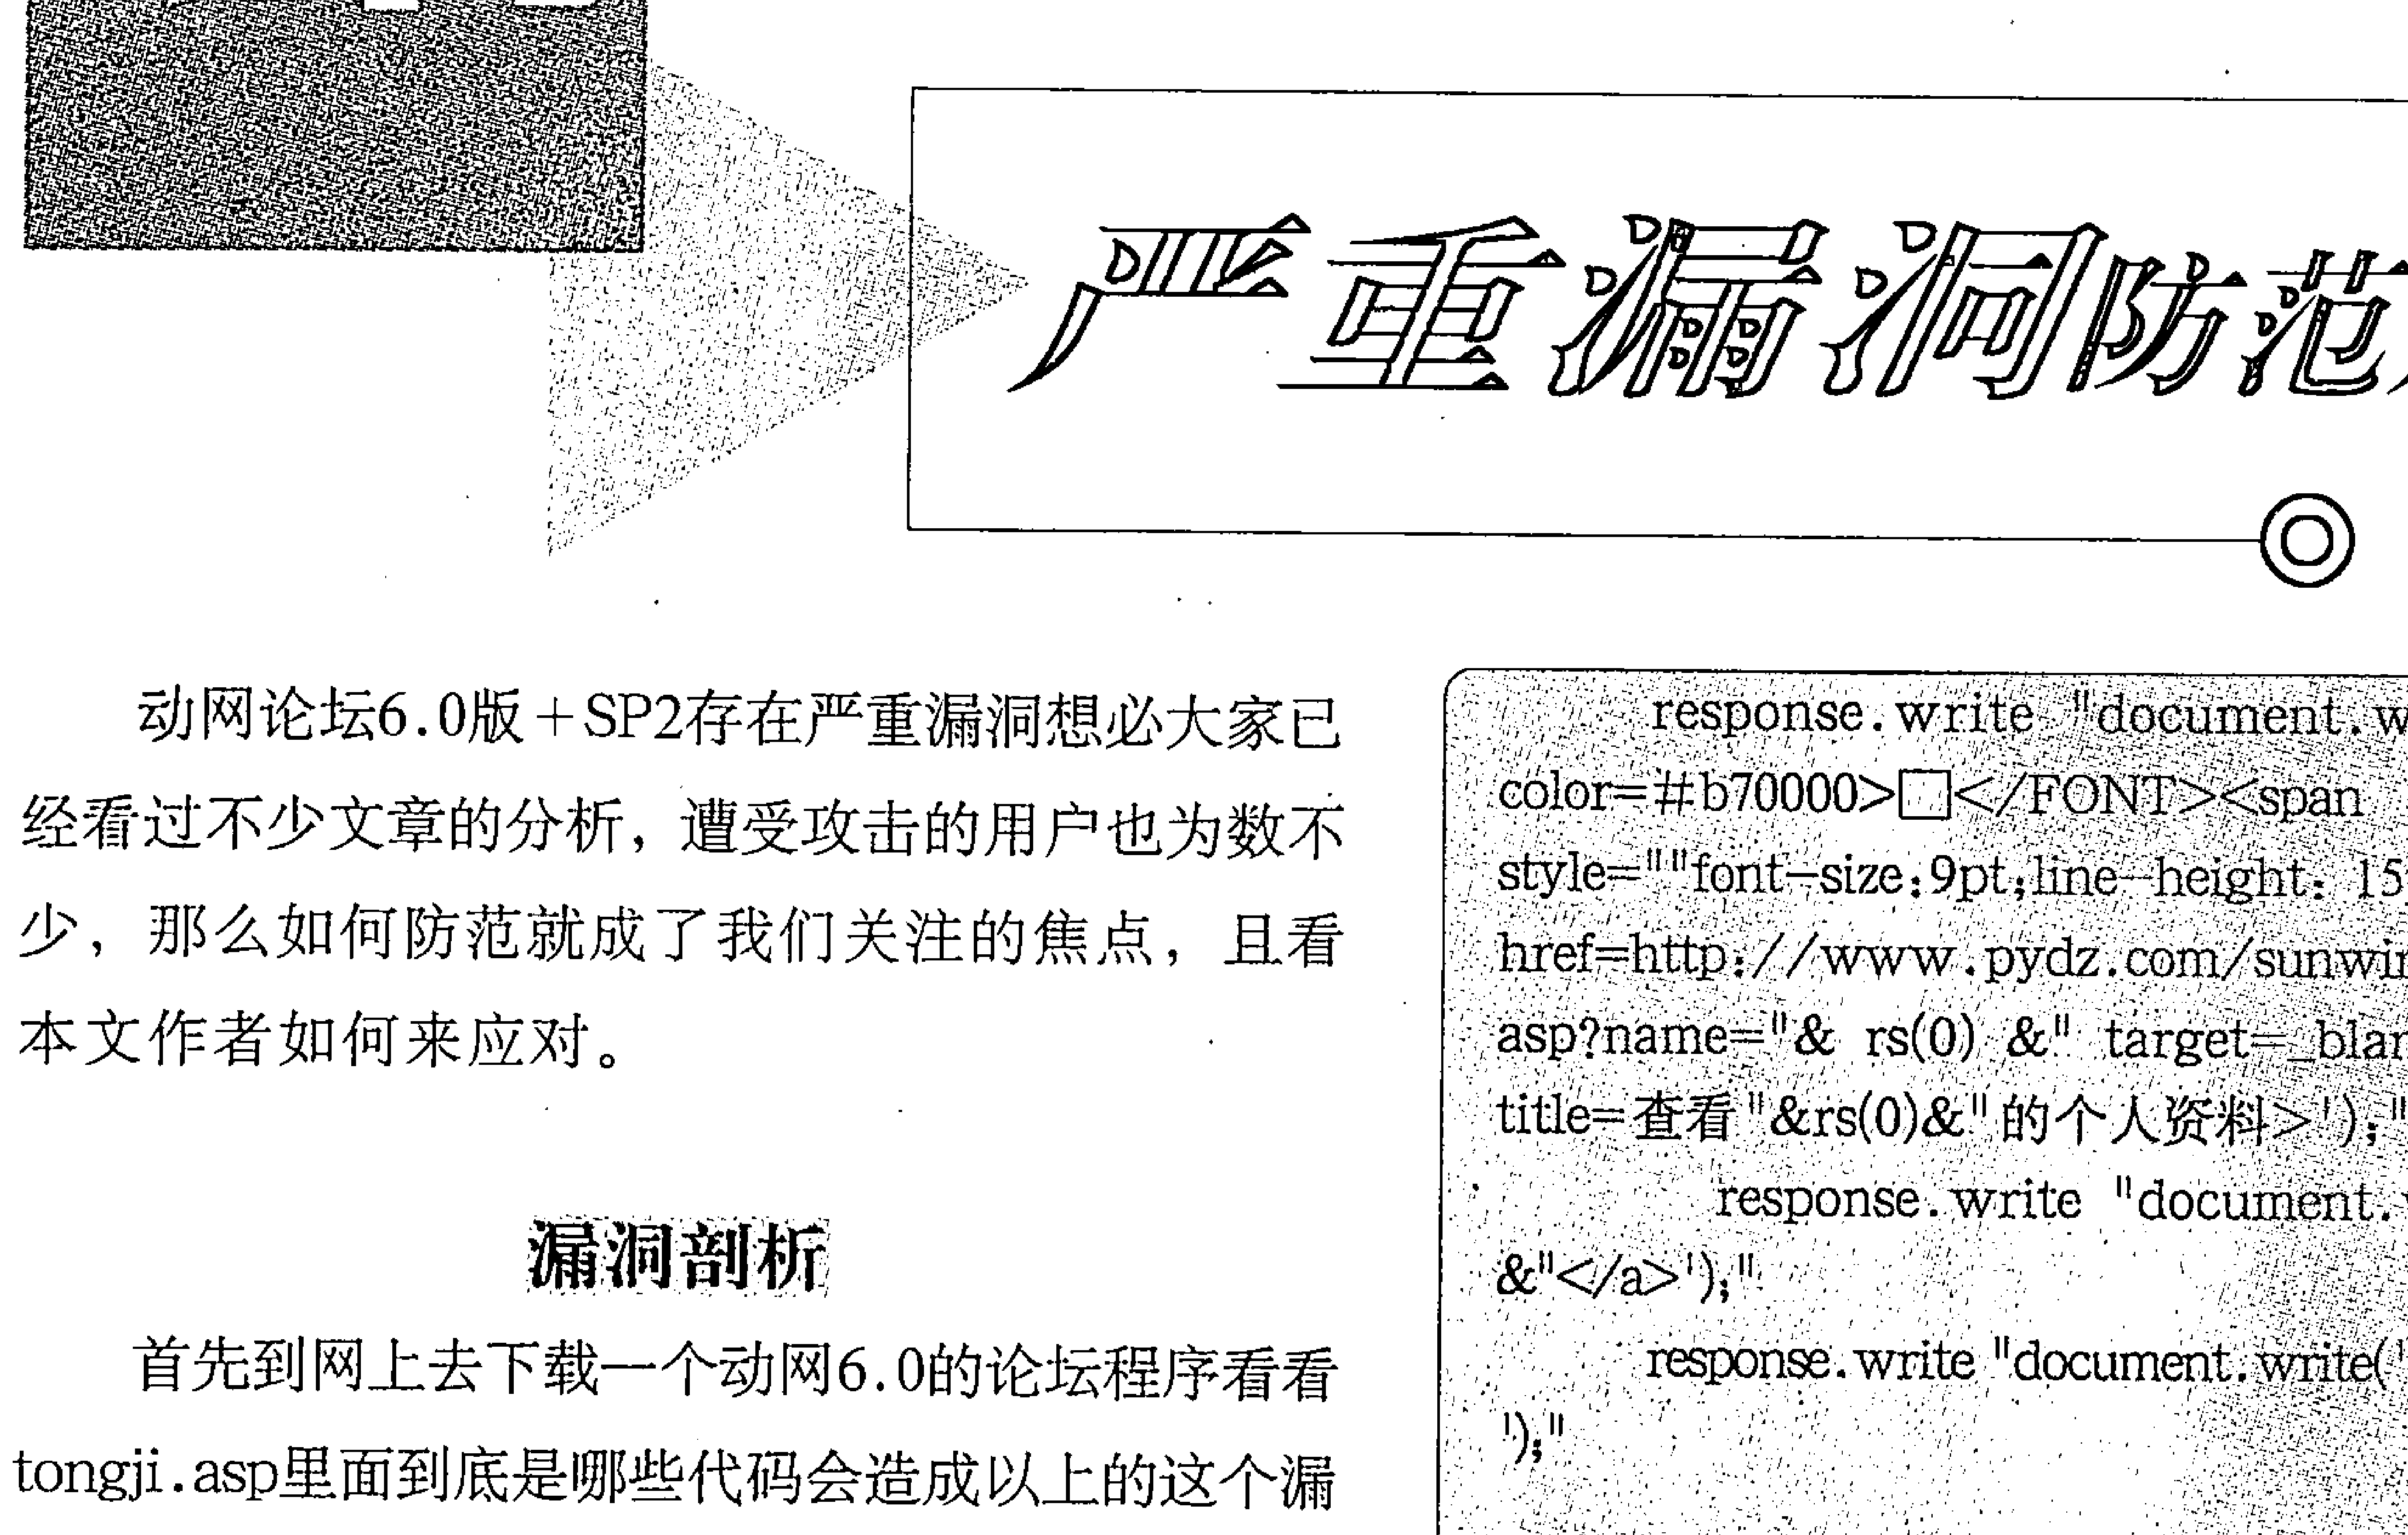 严重漏洞防范
动网论坛6.0版＋SP2存在严重漏洞想必大家已
经看过不少文章的分析，遭受攻击的用户也为数不
少，那么如何防范就成了我们关注的焦点，且看
本文作者如何来应对。
漏洞剖析
首先到网上去下载一个动网6.0的论坛程序看看
tongji.asp里面到底是哪些代码会造成以上的这个漏
response.write "document.w
color=#b70000>□</FONT><span
style=""font-size:9pt;line-height: 15
href=http://www.pydz.com/sunwin
asp?name="& rs(0) &" target=_blan
title=查看"&rs(0)&"的个人资料>');"
response.write "document.
&"</a>');"
response.write "document.write('
');"